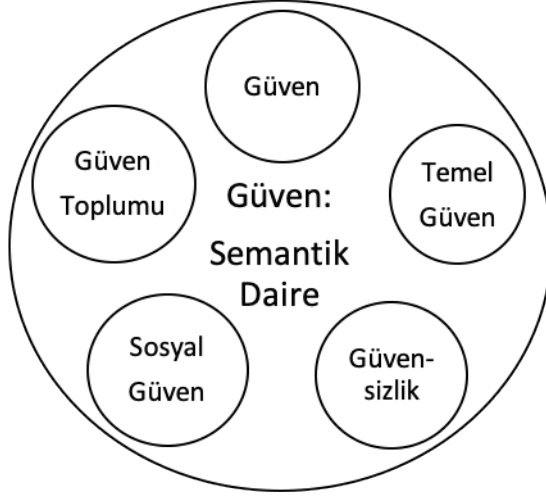 Güven
Güven
Toplumu
Temel
Güven
Güven:
Semantik
Daire
Sosyal
Güven
Güven-
sizlik